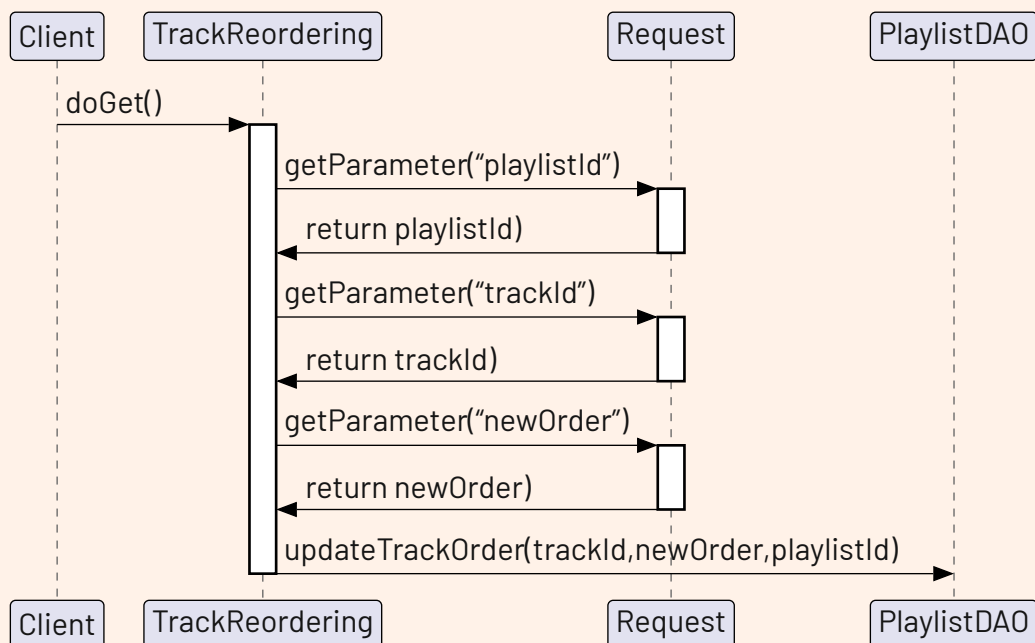 Client TrackReordering Request PlaylistDAO
doGet()
getParameter(“playlistId”)
return playlistId)
getParameter(“trackId”)
return trackId)
getParameter(“newOrder”)
return newOrder)
updateTrackOrder(trackId,newOrder,playlistId)
Client TrackReordering Request PlaylistDAO